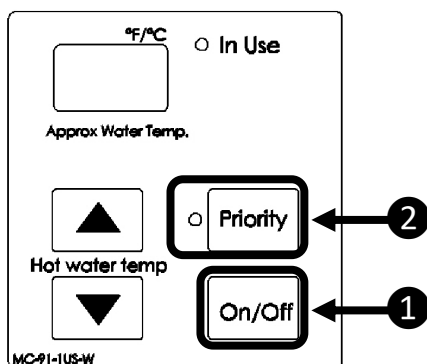 °F/°C
In Use
Approx Water Temp.
Priority
2
Hot water temp
On/Off
1
MC-91-1US-W